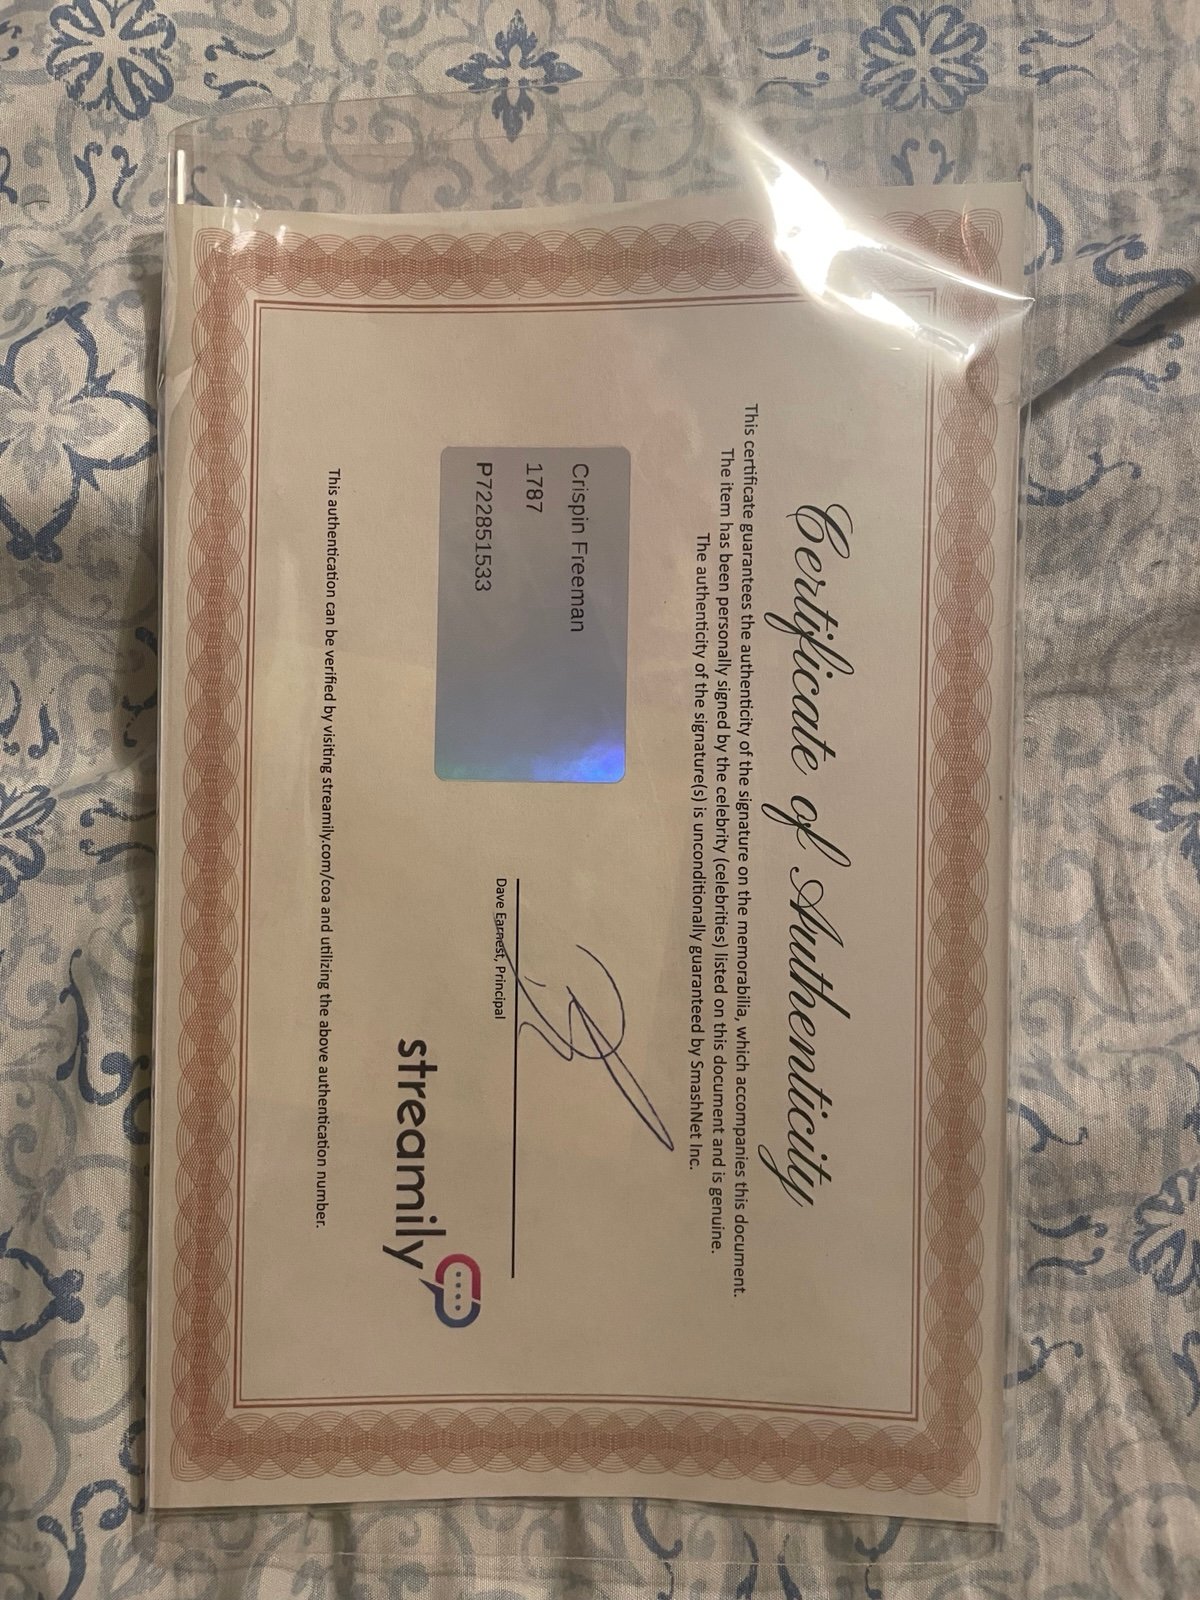 Certificate of Authenticity
This certificate guarantees the authenticity of the signature on the memorabilia, which accompanies this document.
The item has been personally signed by the celebrity (celebrities) listed on this document and is genuine.
The authenticity of the signature(s) is unconditionally guaranteed by SmashNet Inc.
Crispin Freeman
1787
P722851533
Dave Earnest, Principal
streamily
This authentication can be verified by visiting streamily.com/coa and utilizing the above authentication number.